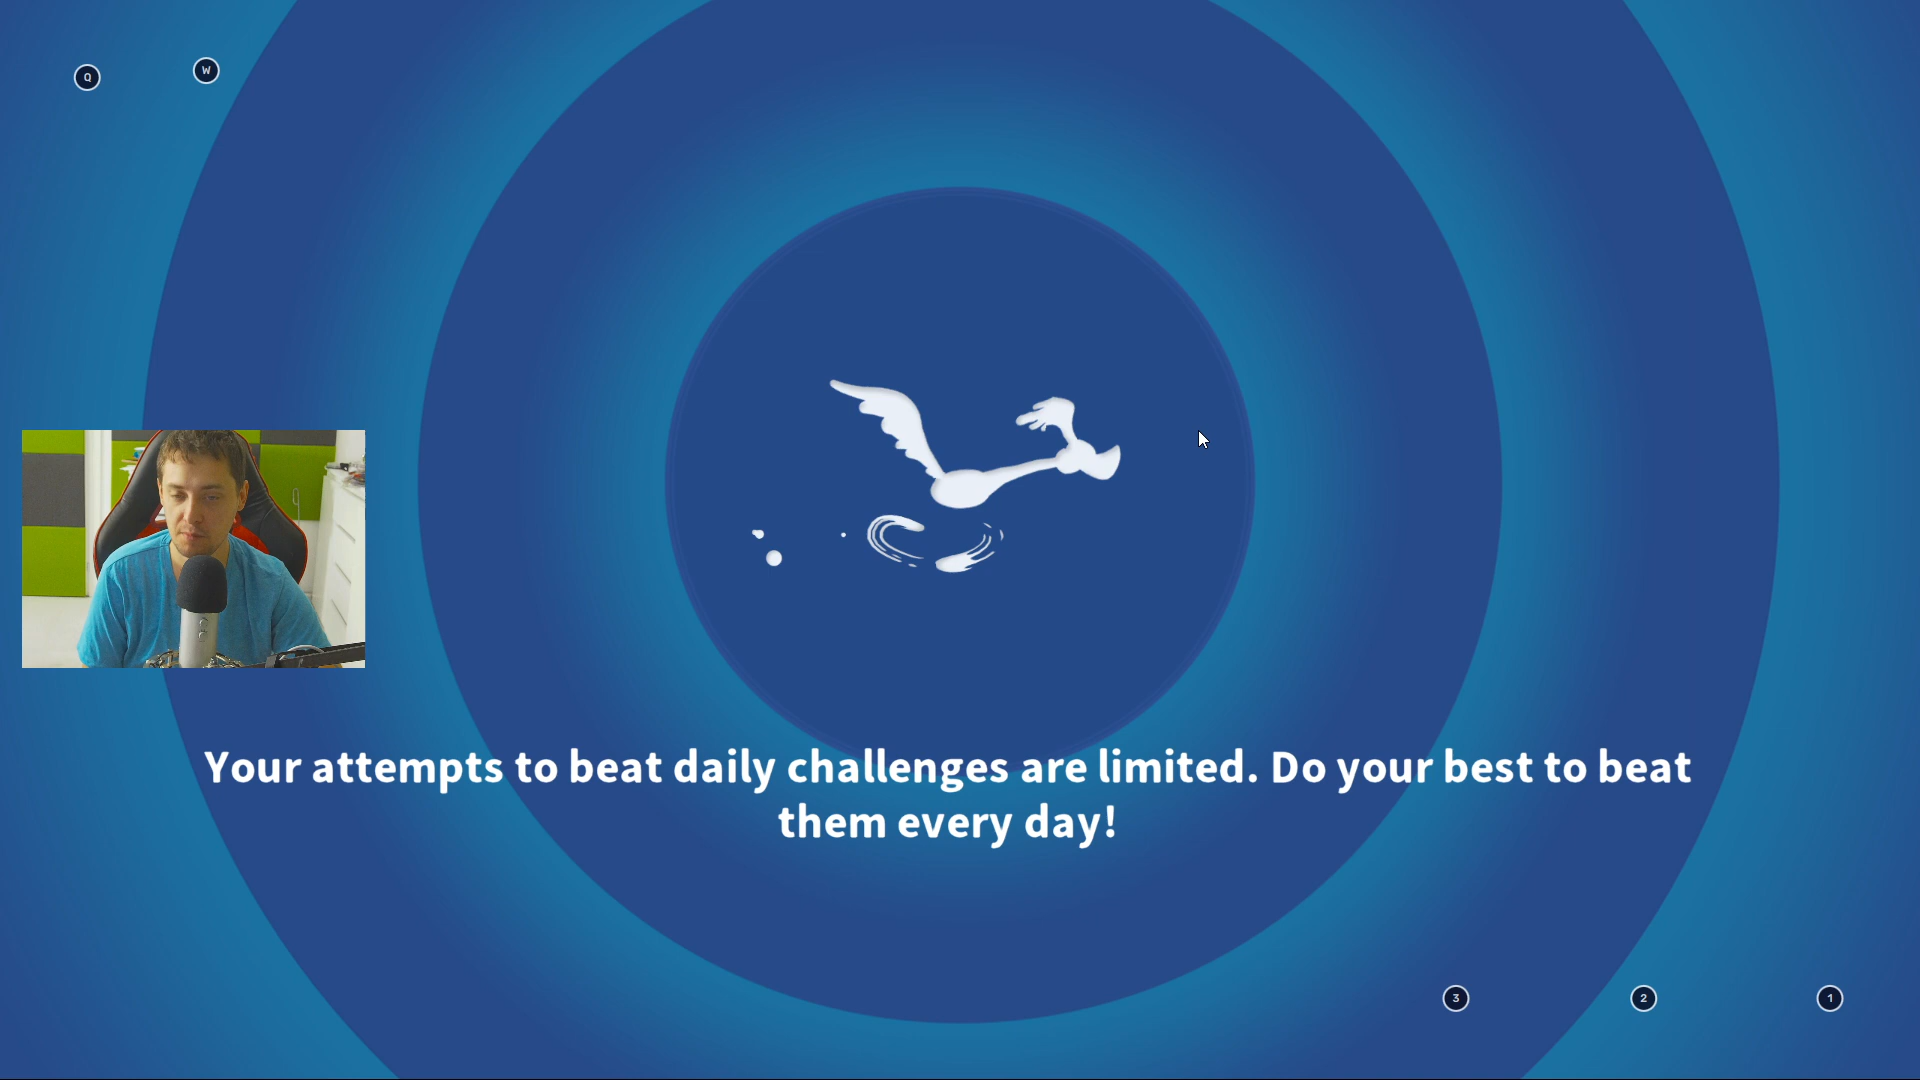 Q
W
Your attempts to beat daily challenges are limited. Do your best to beat
them every day!
3
2
1